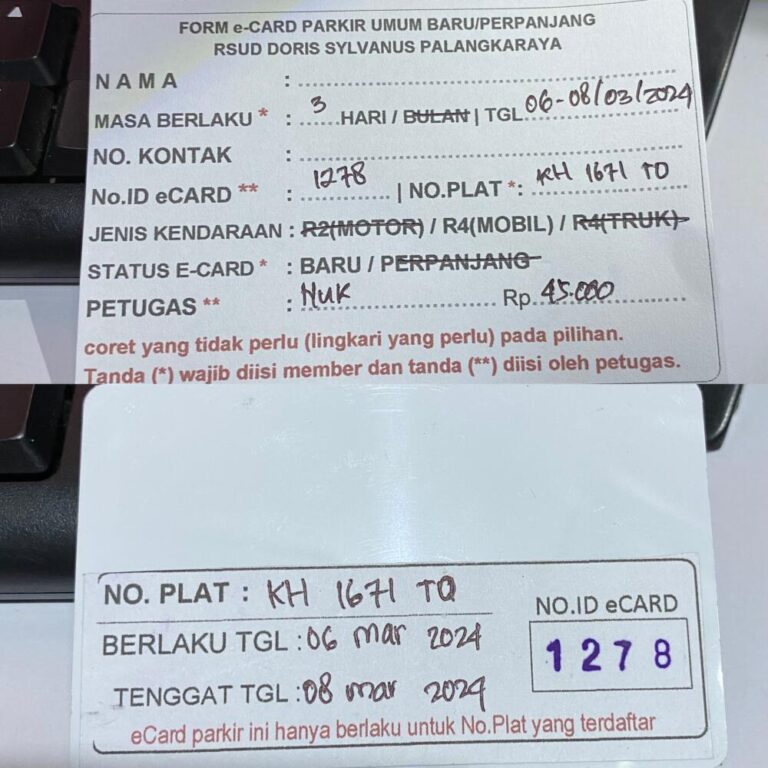 FORM e-CARD PARKIR UMUM BARU/PERPANJANG
RSUD DORIS SYLVANUS PALANGKARAYA
NAMA :
MASA BERLAKU * : 3 HARI / BULAN | TGL 06-08/03/2024
NO. KONTAK :
No.ID eCARD ** : 1278 | NO.PLAT *: KH 1671 TQ
JENIS KENDARAAN : R2(MOTOR) / R4(MOBIL) / R4(TRUK)
STATUS E-CARD * : BARU / PERPANJANG
PETUGAS ** : NUK Rp. 45.000
coret yang tidak perlu (lingkari yang perlu) pada pilihan.
Tanda (*) wajib diisi member dan tanda (**) diisi oleh petugas.
NO. PLAT : KH 1671 TQ
BERLAKU TGL : 06 mar 2024
TENGGAT TGL : 08 mar 2024
NO.ID eCARD
1278
eCard parkir ini hanya berlaku untuk No.Plat yang terdaftar